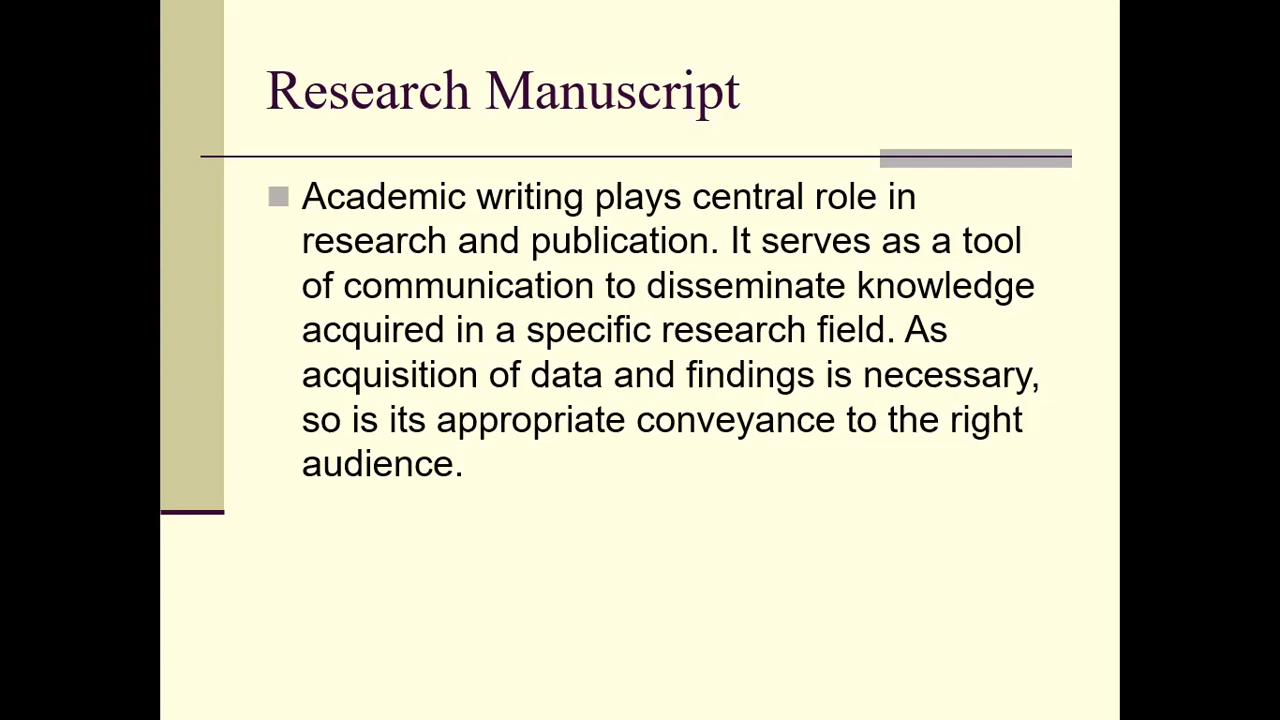 Research Manuscript
Academic writing plays central role in
research and publication. It serves as a tool
of communication to disseminate knowledge
acquired in a specific research field. As
acquisition of data and findings is necessary,
so is its appropriate conveyance to the right
audience.